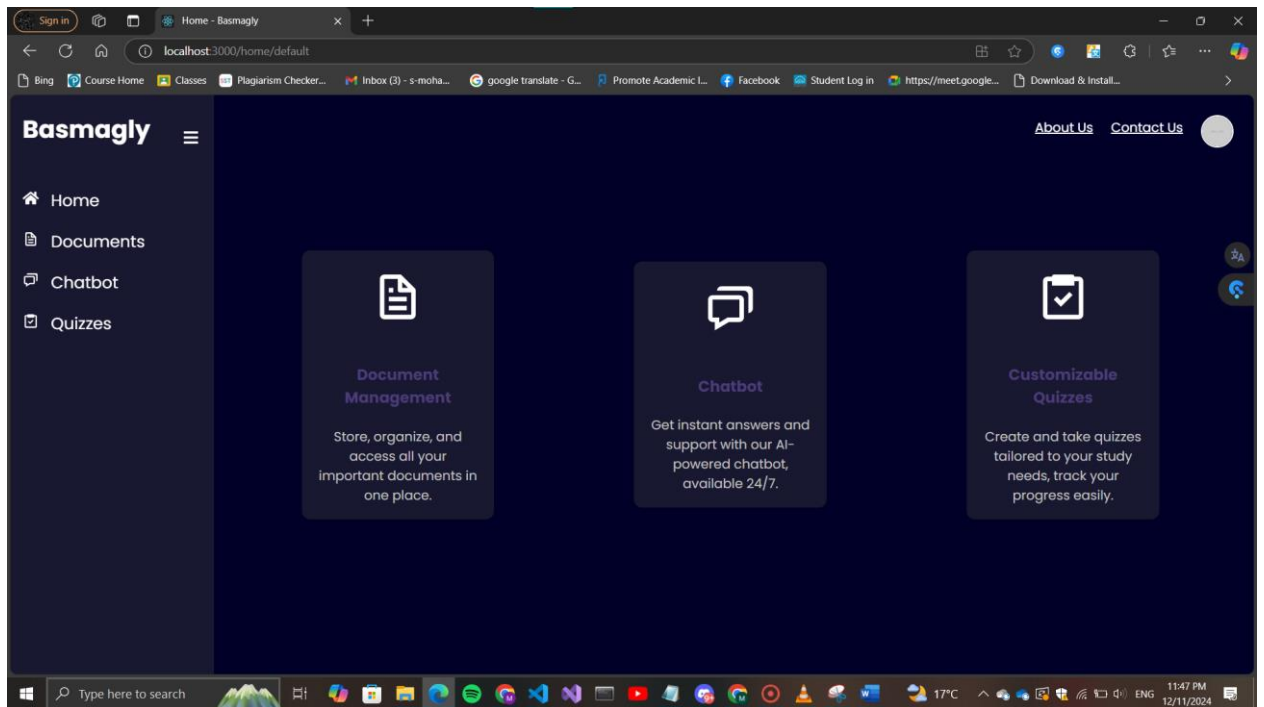 Sign in
Home - Basmagly
localhost:3000/home/default
Bing
Course Home
Classes
Plagiarism Checker...
Inbox (3) - s-moha...
google translate - G...
Promote Academic I...
Facebook
Student Log in
https://meet.google...
Download & Install...
Basmagly
About Us
Contact Us
Home
Documents
Chatbot
Quizzes
Document
Management
Store, organize, and
access all your
important documents in
one place.
Chatbot
Get instant answers and
support with our AI-
powered chatbot,
available 24/7.
Customizable
Quizzes
Create and take quizzes
tailored to your study
needs, track your
progress easily.
Type here to search
17°C
ENG
11:47 PM
12/11/2024